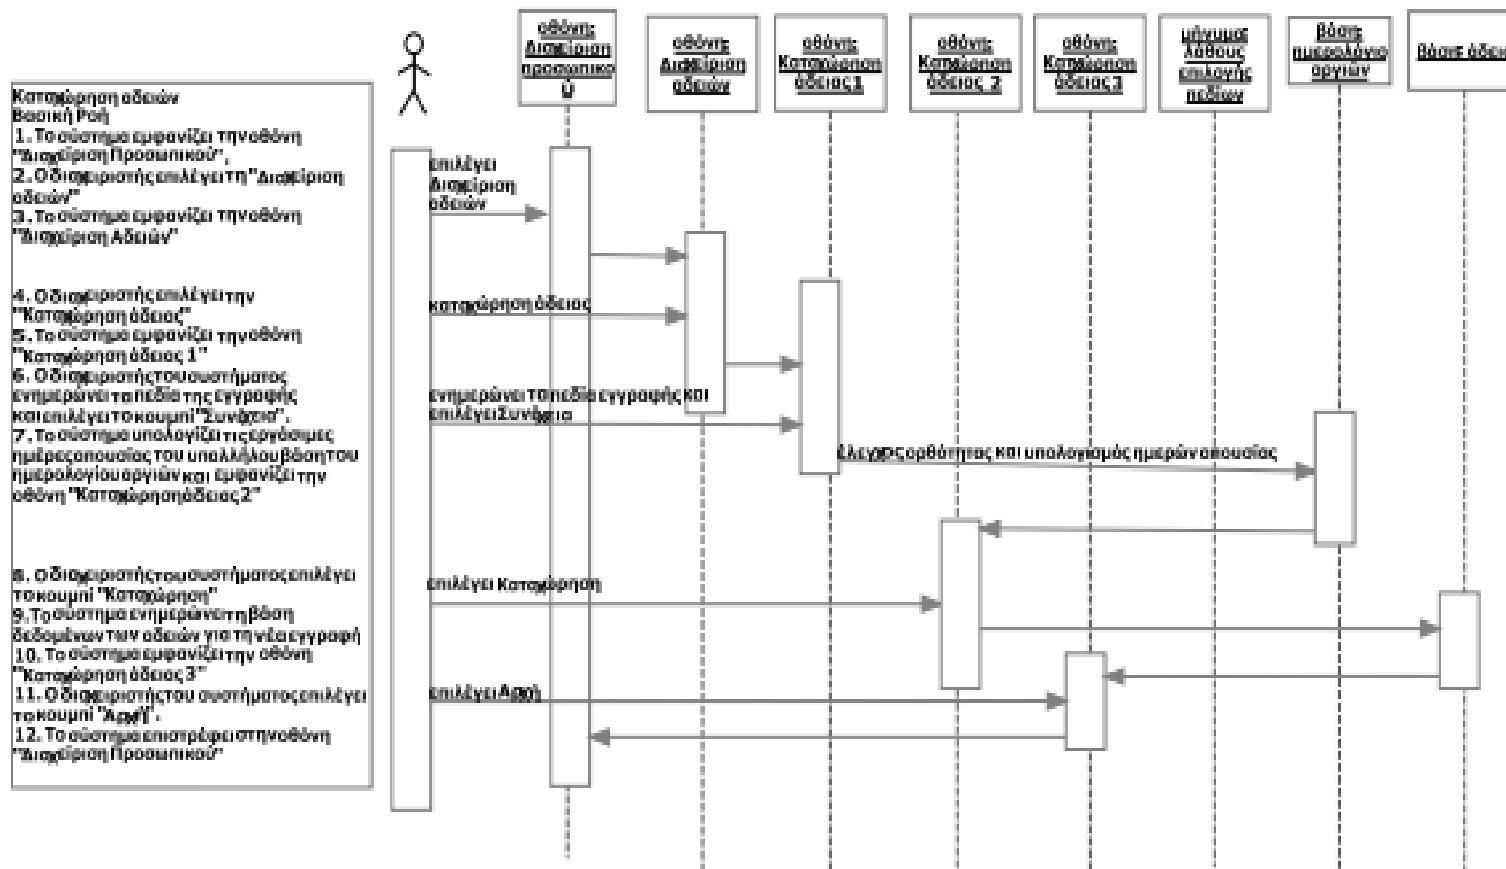 οθόνη:
Διαχείριση
προσωπικο
ύ
οθόνη:
Διαχείριση
αδειών
οθόνη:
Καταχώρηση
άδειας 1
οθόνη:
Καταχώρηση
άδειας 2
οθόνη:
Καταχώρηση
άδειας 3
μήνυμα:
λάθους
επιλογής
πεδίων
βάση:
ημερολόγιο
αργιών
βάση: άδει
Καταχώρηση αδειών
Βασική Ροή
1. Το σύστημα εμφανίζει την οθόνη
"Διαχείριση Προσωπικού".
2. Ο διαχειριστής επιλέγει τη "Διαχείριση
αδειών"
3. Το σύστημα εμφανίζει την οθόνη
"Διαχείριση Αδειών"
4. Ο διαχειριστής επιλέγει την
"Καταχώρηση άδειας"
5. Το σύστημα εμφανίζει την οθόνη
"Καταχώρηση άδειας 1"
6. Ο διαχειριστής του συστήματος
ενημερώνει τα πεδία της εγγραφής
και επιλέγει το κουμπί "Συνέχεια".
7. Το σύστημα υπολογίζει τις εργάσιμες
ημέρες απουσίας του υπαλλήλου βάση του
ημερολογίου αργιών και εμφανίζει την
οθόνη "Καταχώρηση άδειας 2"
8. Ο διαχειριστής του συστήματος επιλέγει
το κουμπί "Καταχώρηση"
9. Το σύστημα ενημερώνει τη βάση
δεδομένων των αδειών για τη νέα εγγραφή
10. Το σύστημα εμφανίζει την οθόνη
"Καταχώρηση άδειας 3"
11. Ο διαχειριστής του συστήματος επιλέγει
το κουμπί "Αρχή".
12. Το σύστημα επιστρέφει στην οθόνη
"Διαχείριση Προσωπικού"
επιλέγει
Διαχείριση
αδειών
καταχώρηση άδειας
ενημερώνει τα πεδία εγγραφής και
επιλέγει Συνέχεια
έλεγχος ορθότητας και υπολογισμός ημερών απουσίας
επιλέγει Καταχώρηση
επιλέγει Αρχή